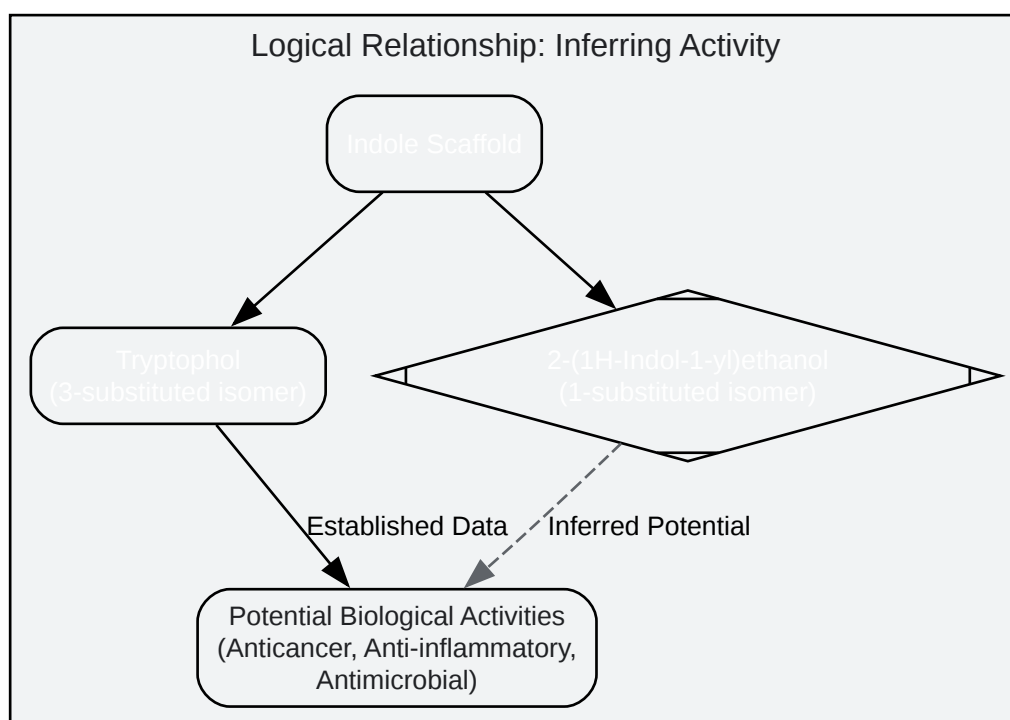 Logical Relationship: Inferring Activity
Indole Scaffold
Tryptophol
(3-substituted isomer)
2-(1H-Indol-1-yl)ethanol
(1-substituted isomer)
Established Data
Inferred Potential
Potential Biological Activities
(Anticancer, Anti-inflammatory,
Antimicrobial)